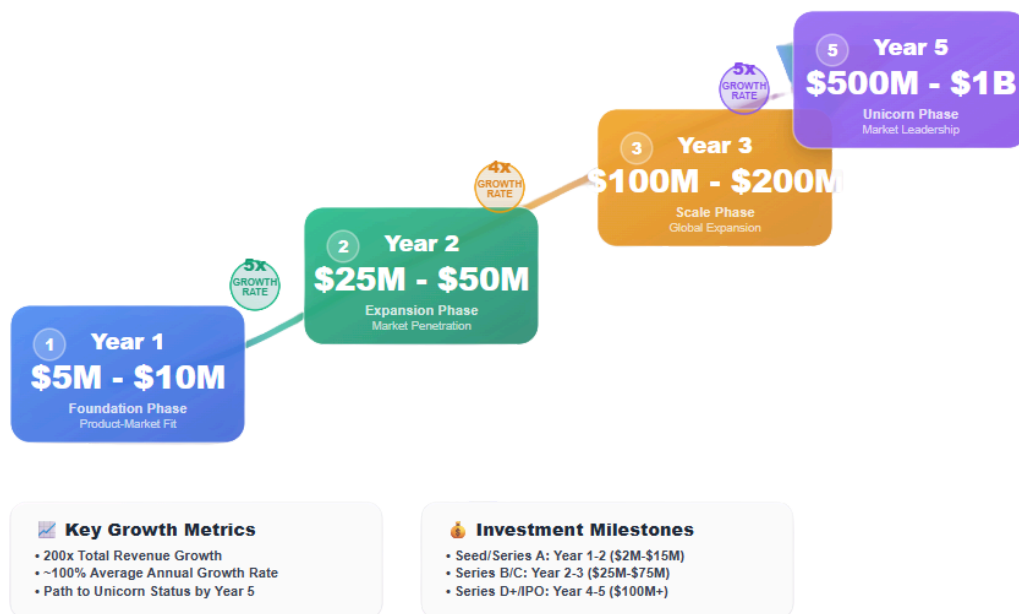 1
Year 1
$5M - $10M
Foundation Phase
Product-Market Fit
5x
GROWTH
RATE
2
Year 2
$25M - $50M
Expansion Phase
Market Penetration
4x
GROWTH
RATE
3
Year 3
$100M - $200M
Scale Phase
Global Expansion
5x
GROWTH
RATE
5
Year 5
$500M - $1B
Unicorn Phase
Market Leadership
📈 Key Growth Metrics
• 200x Total Revenue Growth
• ~100% Average Annual Growth Rate
• Path to Unicorn Status by Year 5
💰 Investment Milestones
• Seed/Series A: Year 1-2 ($2M-$15M)
• Series B/C: Year 2-3 ($25M-$75M)
• Series D+/IPO: Year 4-5 ($100M+)